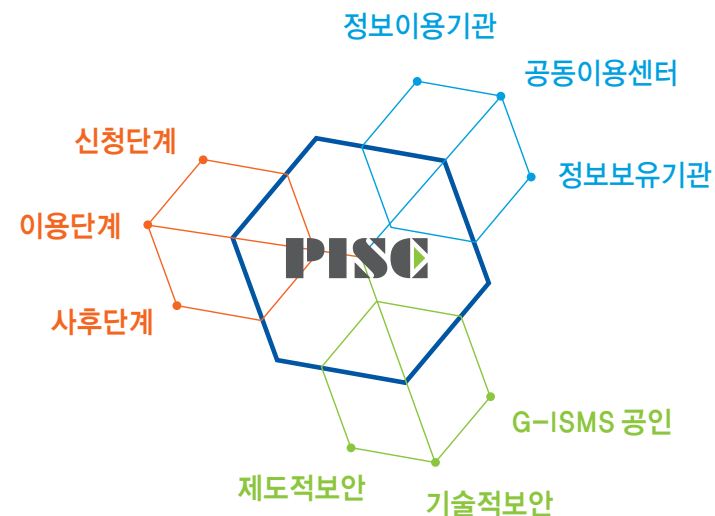 정보이용기관
공동이용센터
신청단계
정보보유기관
이용단계
PISC
사후단계
G-ISMS 공인
제도적보안
기술적보안